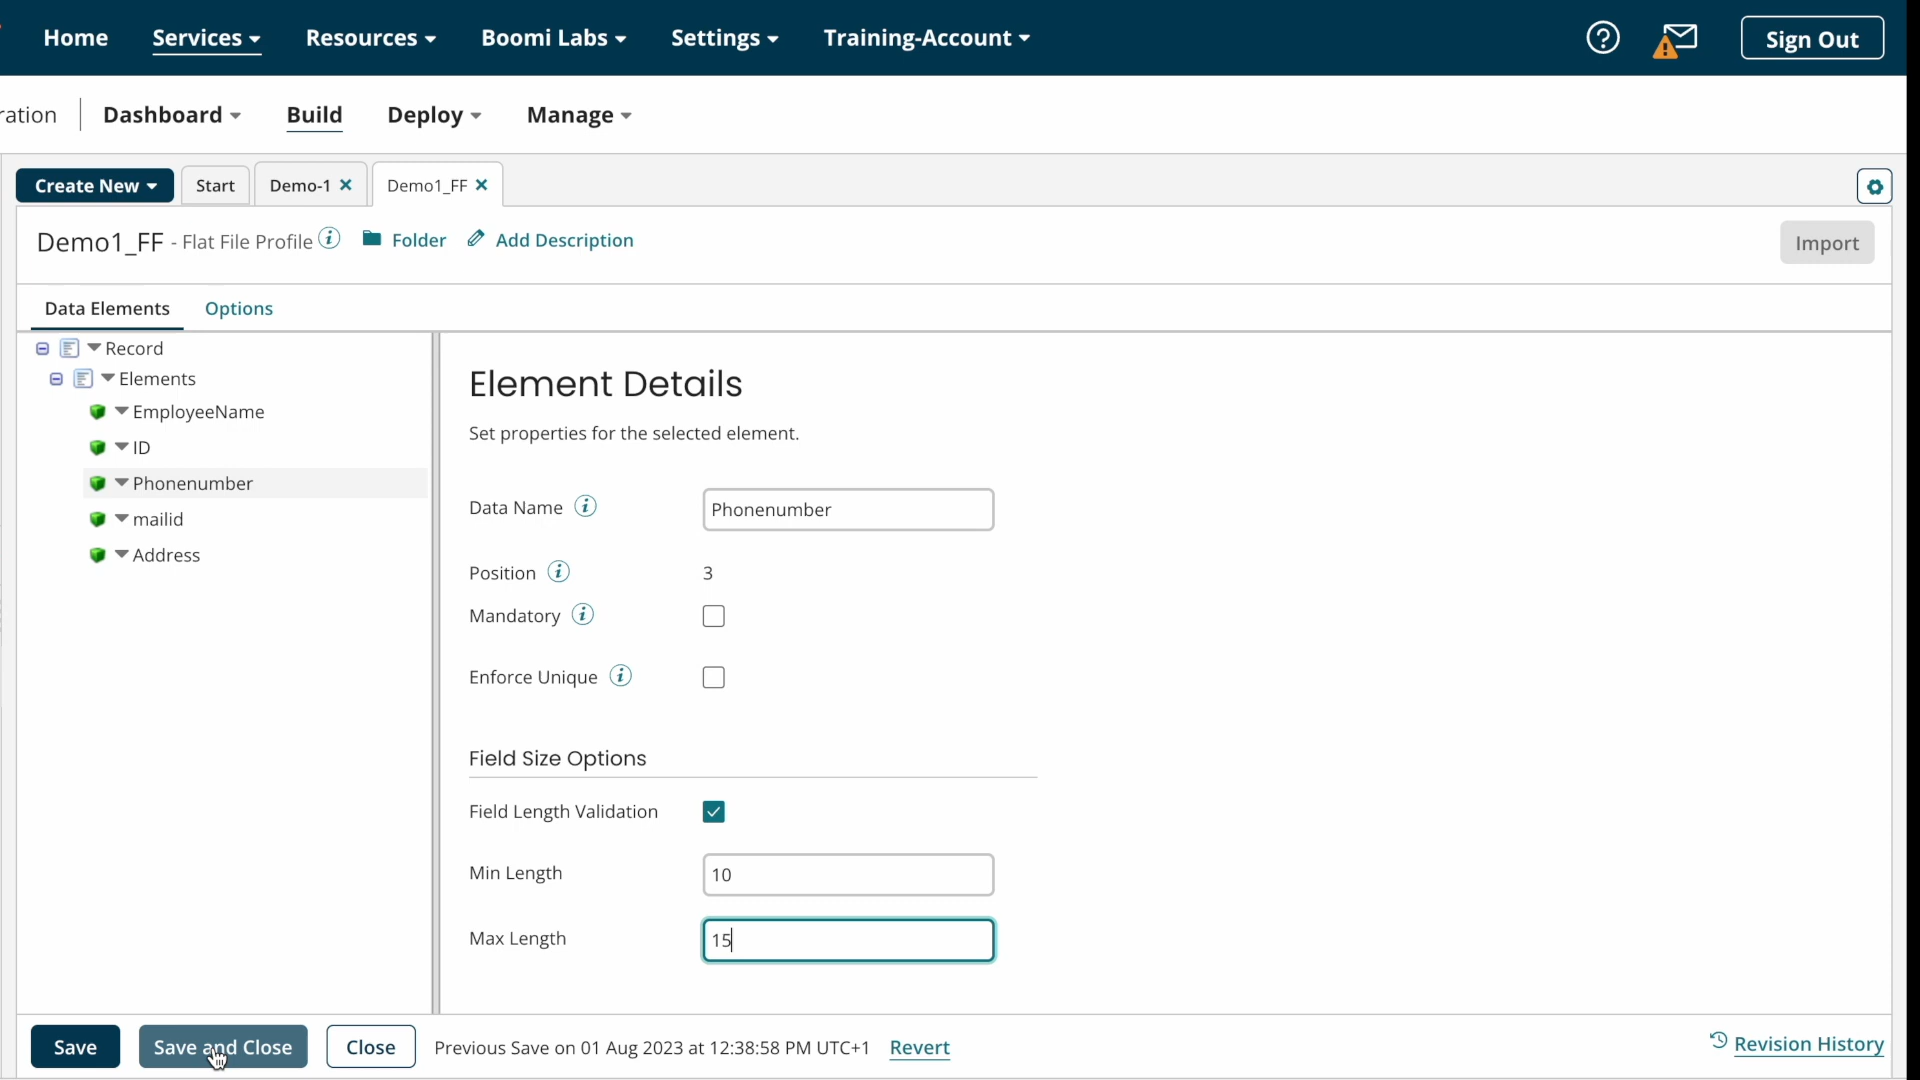 Home Services Resources Boomi Labs Settings Training-Account Sign Out
ration Dashboard Build Deploy Manage
Create New Start Demo-1 Demo1_FF
Demo1_FF - Flat File Profile Folder Add Description Import
Data Elements Options
Record
Elements
EmployeeName
ID
Phonenumber
mailid
Address
Element Details
Set properties for the selected element.
Data Name Phonenumber
Position 3
Mandatory
Enforce Unique
Field Size Options
Field Length Validation
Min Length 10
Max Length 15
Save Save and Close Close Previous Save on 01 Aug 2023 at 12:38:58 PM UTC+1 Revert Revision History